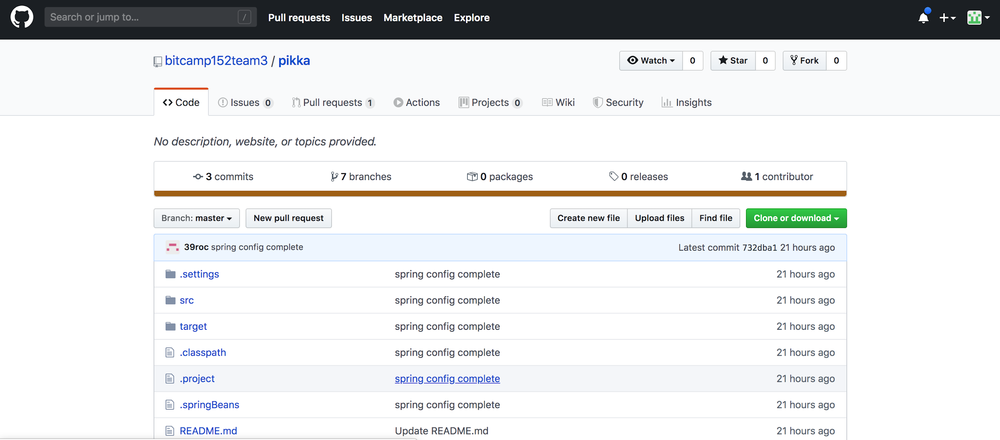 Search or jump to... /
Pull requests Issues Marketplace Explore
bitcamp152team3 / pikka
Watch 0 Star 0 Fork 0
Code Issues 0 Pull requests 1 Actions Projects 0 Wiki Security Insights
No description, website, or topics provided.
3 commits 7 branches 0 packages 0 releases 1 contributor
Branch: master New pull request Create new file Upload files Find file Clone or download
39roc spring config complete Latest commit 732dba1 21 hours ago
.settings spring config complete 21 hours ago
src spring config complete 21 hours ago
target spring config complete 21 hours ago
.classpath spring config complete 21 hours ago
.project spring config complete 21 hours ago
.springBeans spring config complete 21 hours ago
README.md Update README.md 21 hours ago